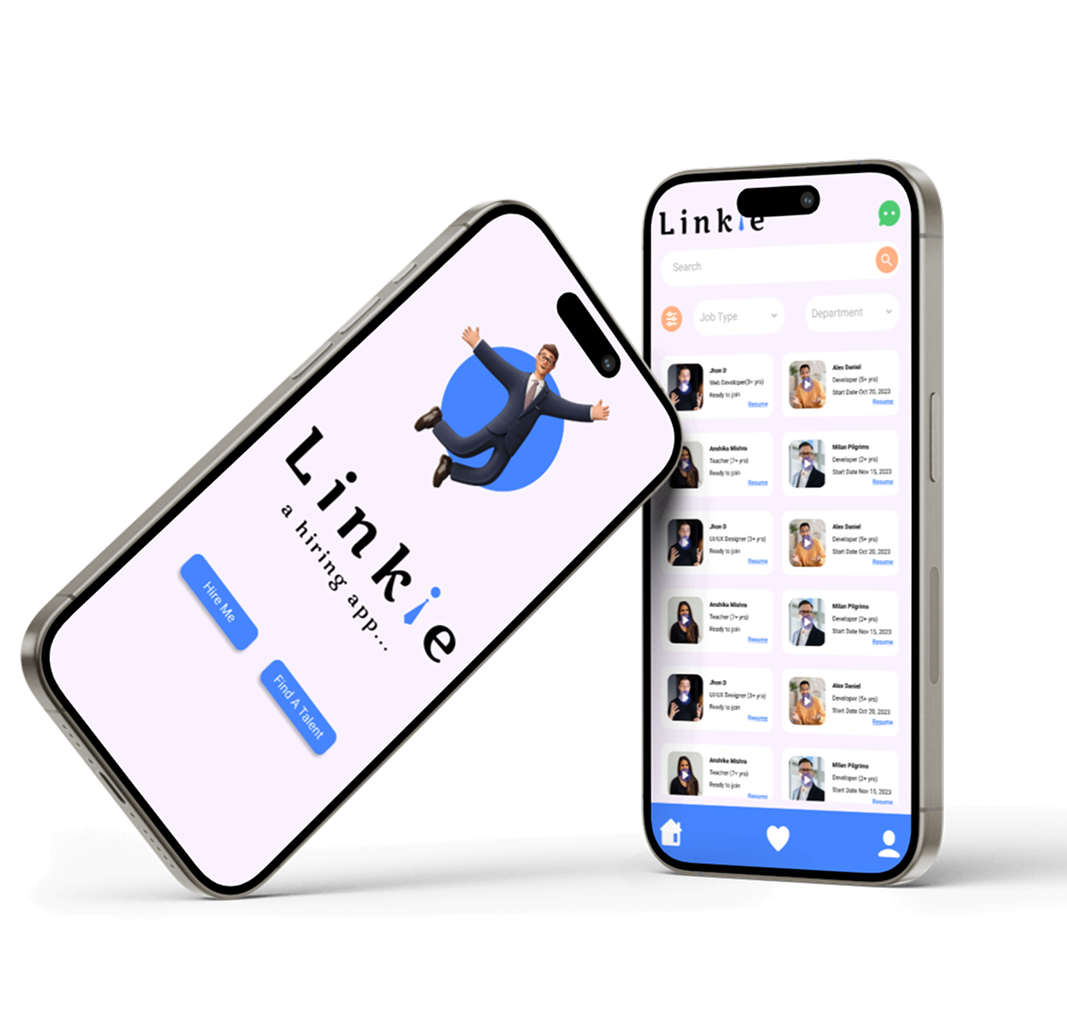 Linkie
a hiring app...
Hire Me
Find A Talent
Linkie
Search
Job Type
Department
Jhon D
Web Developer(3+ yrs)
Ready to join
Resume
Alex Daniel
Developer (5+ yrs)
Start Date Oct 20, 2023
Resume
Anshika Mishra
Teacher (7+ yrs)
Ready to join
Resume
Milan Pilgrims
Developer (2+ yrs)
Start Date Nov 15, 2023
Resume
Jhon D
UI/UX Designer (3+ yrs)
Ready to join
Resume
Alex Daniel
Developer (5+ yrs)
Start Date Oct 20, 2023
Resume
Anshika Mishra
Teacher (7+ yrs)
Ready to join
Resume
Milan Pilgrims
Developer (2+ yrs)
Start Date Nov 15, 2023
Resume
Jhon D
UI/UX Designer (3+ yrs)
Ready to join
Resume
Alex Daniel
Developer (5+ yrs)
Start Date Oct 20, 2023
Resume
Anshika Mishra
Teacher (7+ yrs)
Ready to join
Resume
Milan Pilgrims
Developer (2+ yrs)
Start Date Nov 15, 2023
Resume